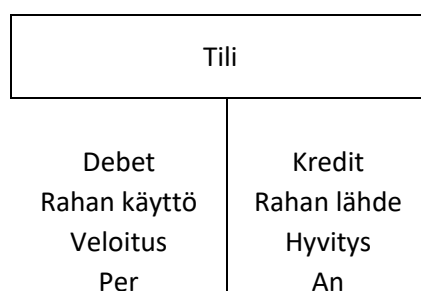 Tili
Debet Kredit
Rahan käyttö Rahan lähde
Veloitus Hyvitys
Per An